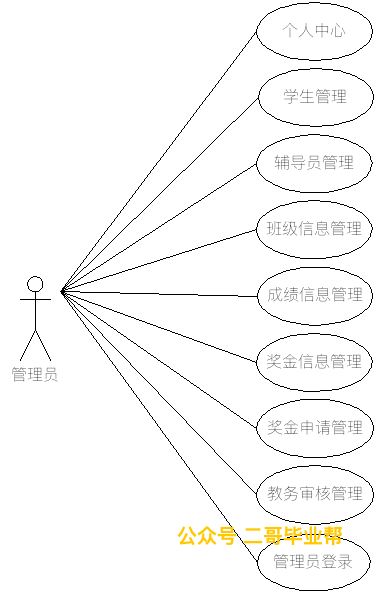 个人中心
学生管理
辅导员管理
班级信息管理
成绩信息管理
奖金信息管理
管理员
奖金申请管理
教务审核管理
公众号 二哥毕业帮
管理员登录